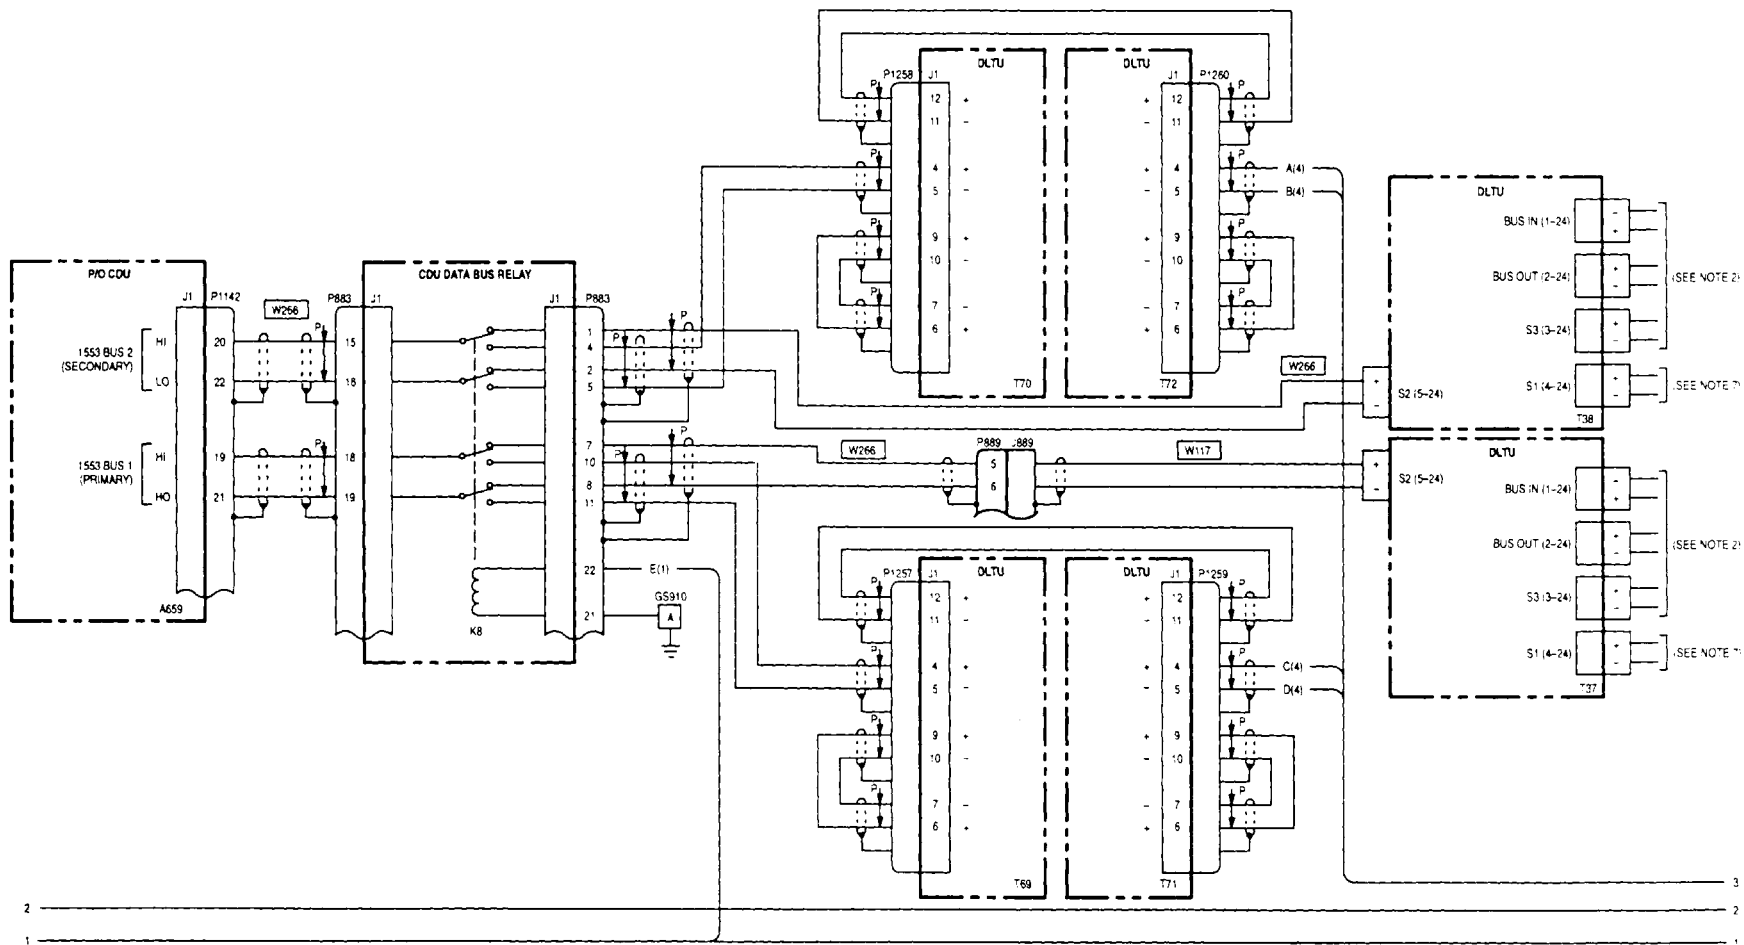 P/O CDU
J1 P1142
W266
1553 BUS 2
(SECONDARY)
HI 20
LO 22
1553 BUS 1
(PRIMARY)
HI 19
HO 21
P
P
A659
CDU DATA BUS RELAY
P883 J1
15
16
18
19
J1 P883
1
4
2
5
7
10
8
11
22
21
P
P
P
P
K8
E(1)
GS910
A
DLTU
P1258 J1
P 12 +
11 -
P 4 +
5 -
P 9 +
10 -
7 -
P 6 +
T70
DLTU
J1 P1260
+ 12 P
- 11
+ 4 P
- 5
+ 9 P
- 10
- 7
+ 6 P
T72
A(4)
B(4)
W266
P889 J889
5
6
W266
W117
DLTU
P1257 J1
P 12 +
11 -
P 4 +
5 -
P 9 +
10 -
P 7 -
6 +
T69
DLTU
J1 P1259
+ 12 P
- 11
+ 4 P
- 5
+ 9 P
- 10
- 7 P
+ 6
T71
C(4)
D(4)
DLTU
BUS IN (1-24)
BUS OUT (2-24)
(SEE NOTE 2)
S3 (3-24)
+
-
S2 (5-24)
S1 (4-24)
(SEE NOTE 7)
T38
DLTU
+
-
S2 (5-24)
BUS IN (1-24)
BUS OUT (2-24)
(SEE NOTE 2)
S3 (3-24)
S1 (4-24)
(SEE NOTE 7)
T37
3
2 2
1 1